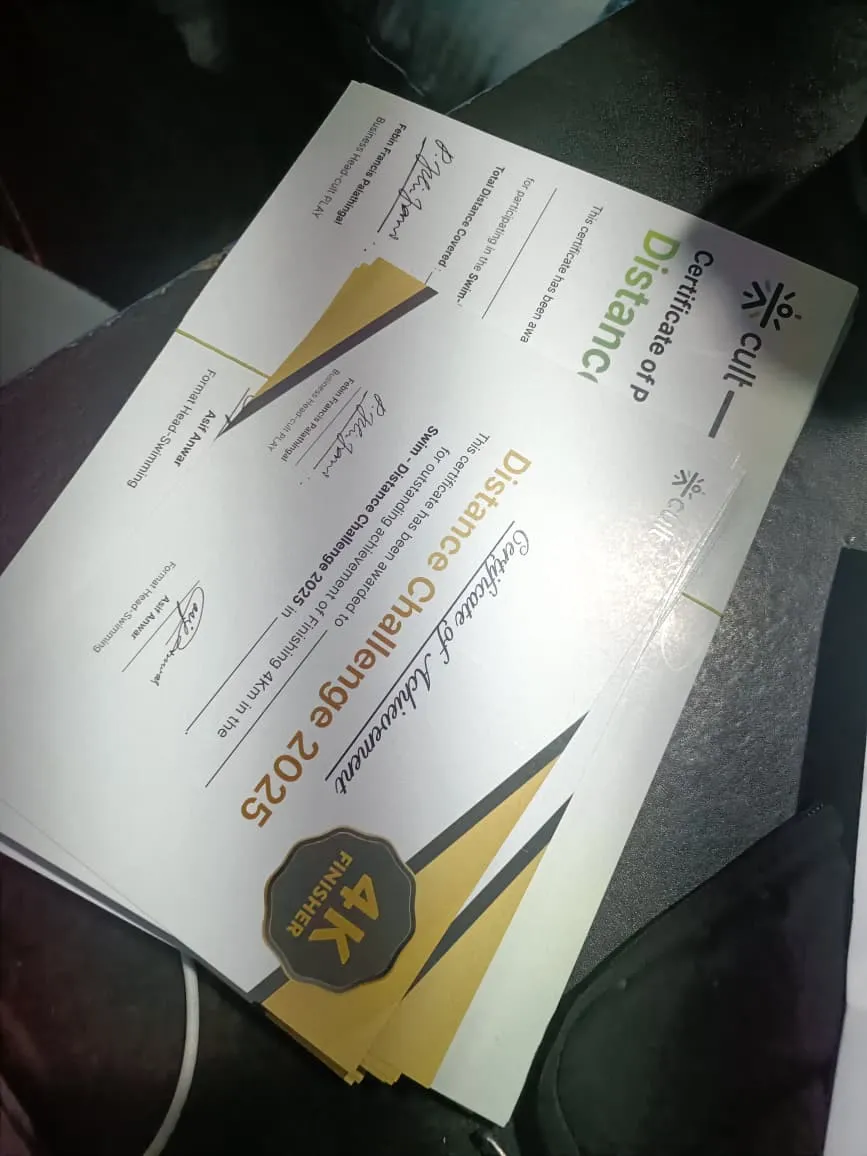 cult
Certificate of P
Distanc
This certificate has been awa
for participating in the Swim-
Total Distance Covered :
Febin Francis Palathingal
Business Head-cult PLAY
Asif Anwar
Format Head-Swimming
cult
Certificate of Achievement
Distance Challenge 2025
This certificate has been awarded to
for outstanding achievement of Finishing 4Km in the
Swim - Distance Challenge 2025 in
Febin Francis Palathingal
Business Head-cult PLAY
Asif Anwar
Format Head-Swimming
4K
FINISHER